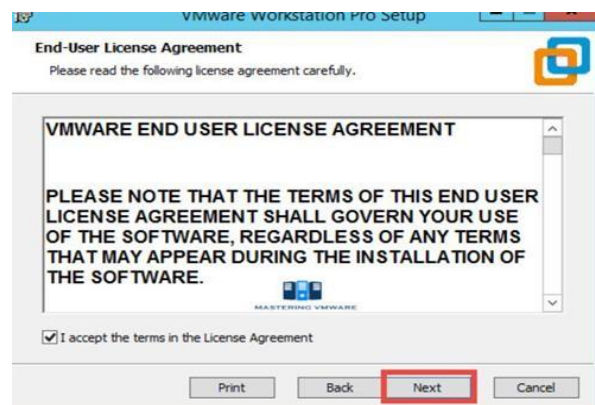 VMware Workstation Pro Setup
End-User License Agreement
Please read the following license agreement carefully.
VMWARE END USER LICENSE AGREEMENT
PLEASE NOTE THAT THE TERMS OF THIS END USER
LICENSE AGREEMENT SHALL GOVERN YOUR USE
OF THE SOFTWARE, REGARDLESS OF ANY TERMS
THAT MAY APPEAR DURING THE INSTALLATION OF
THE SOFTWARE.
MASTERING VMWARE
I accept the terms in the License Agreement
Print Back Next Cancel